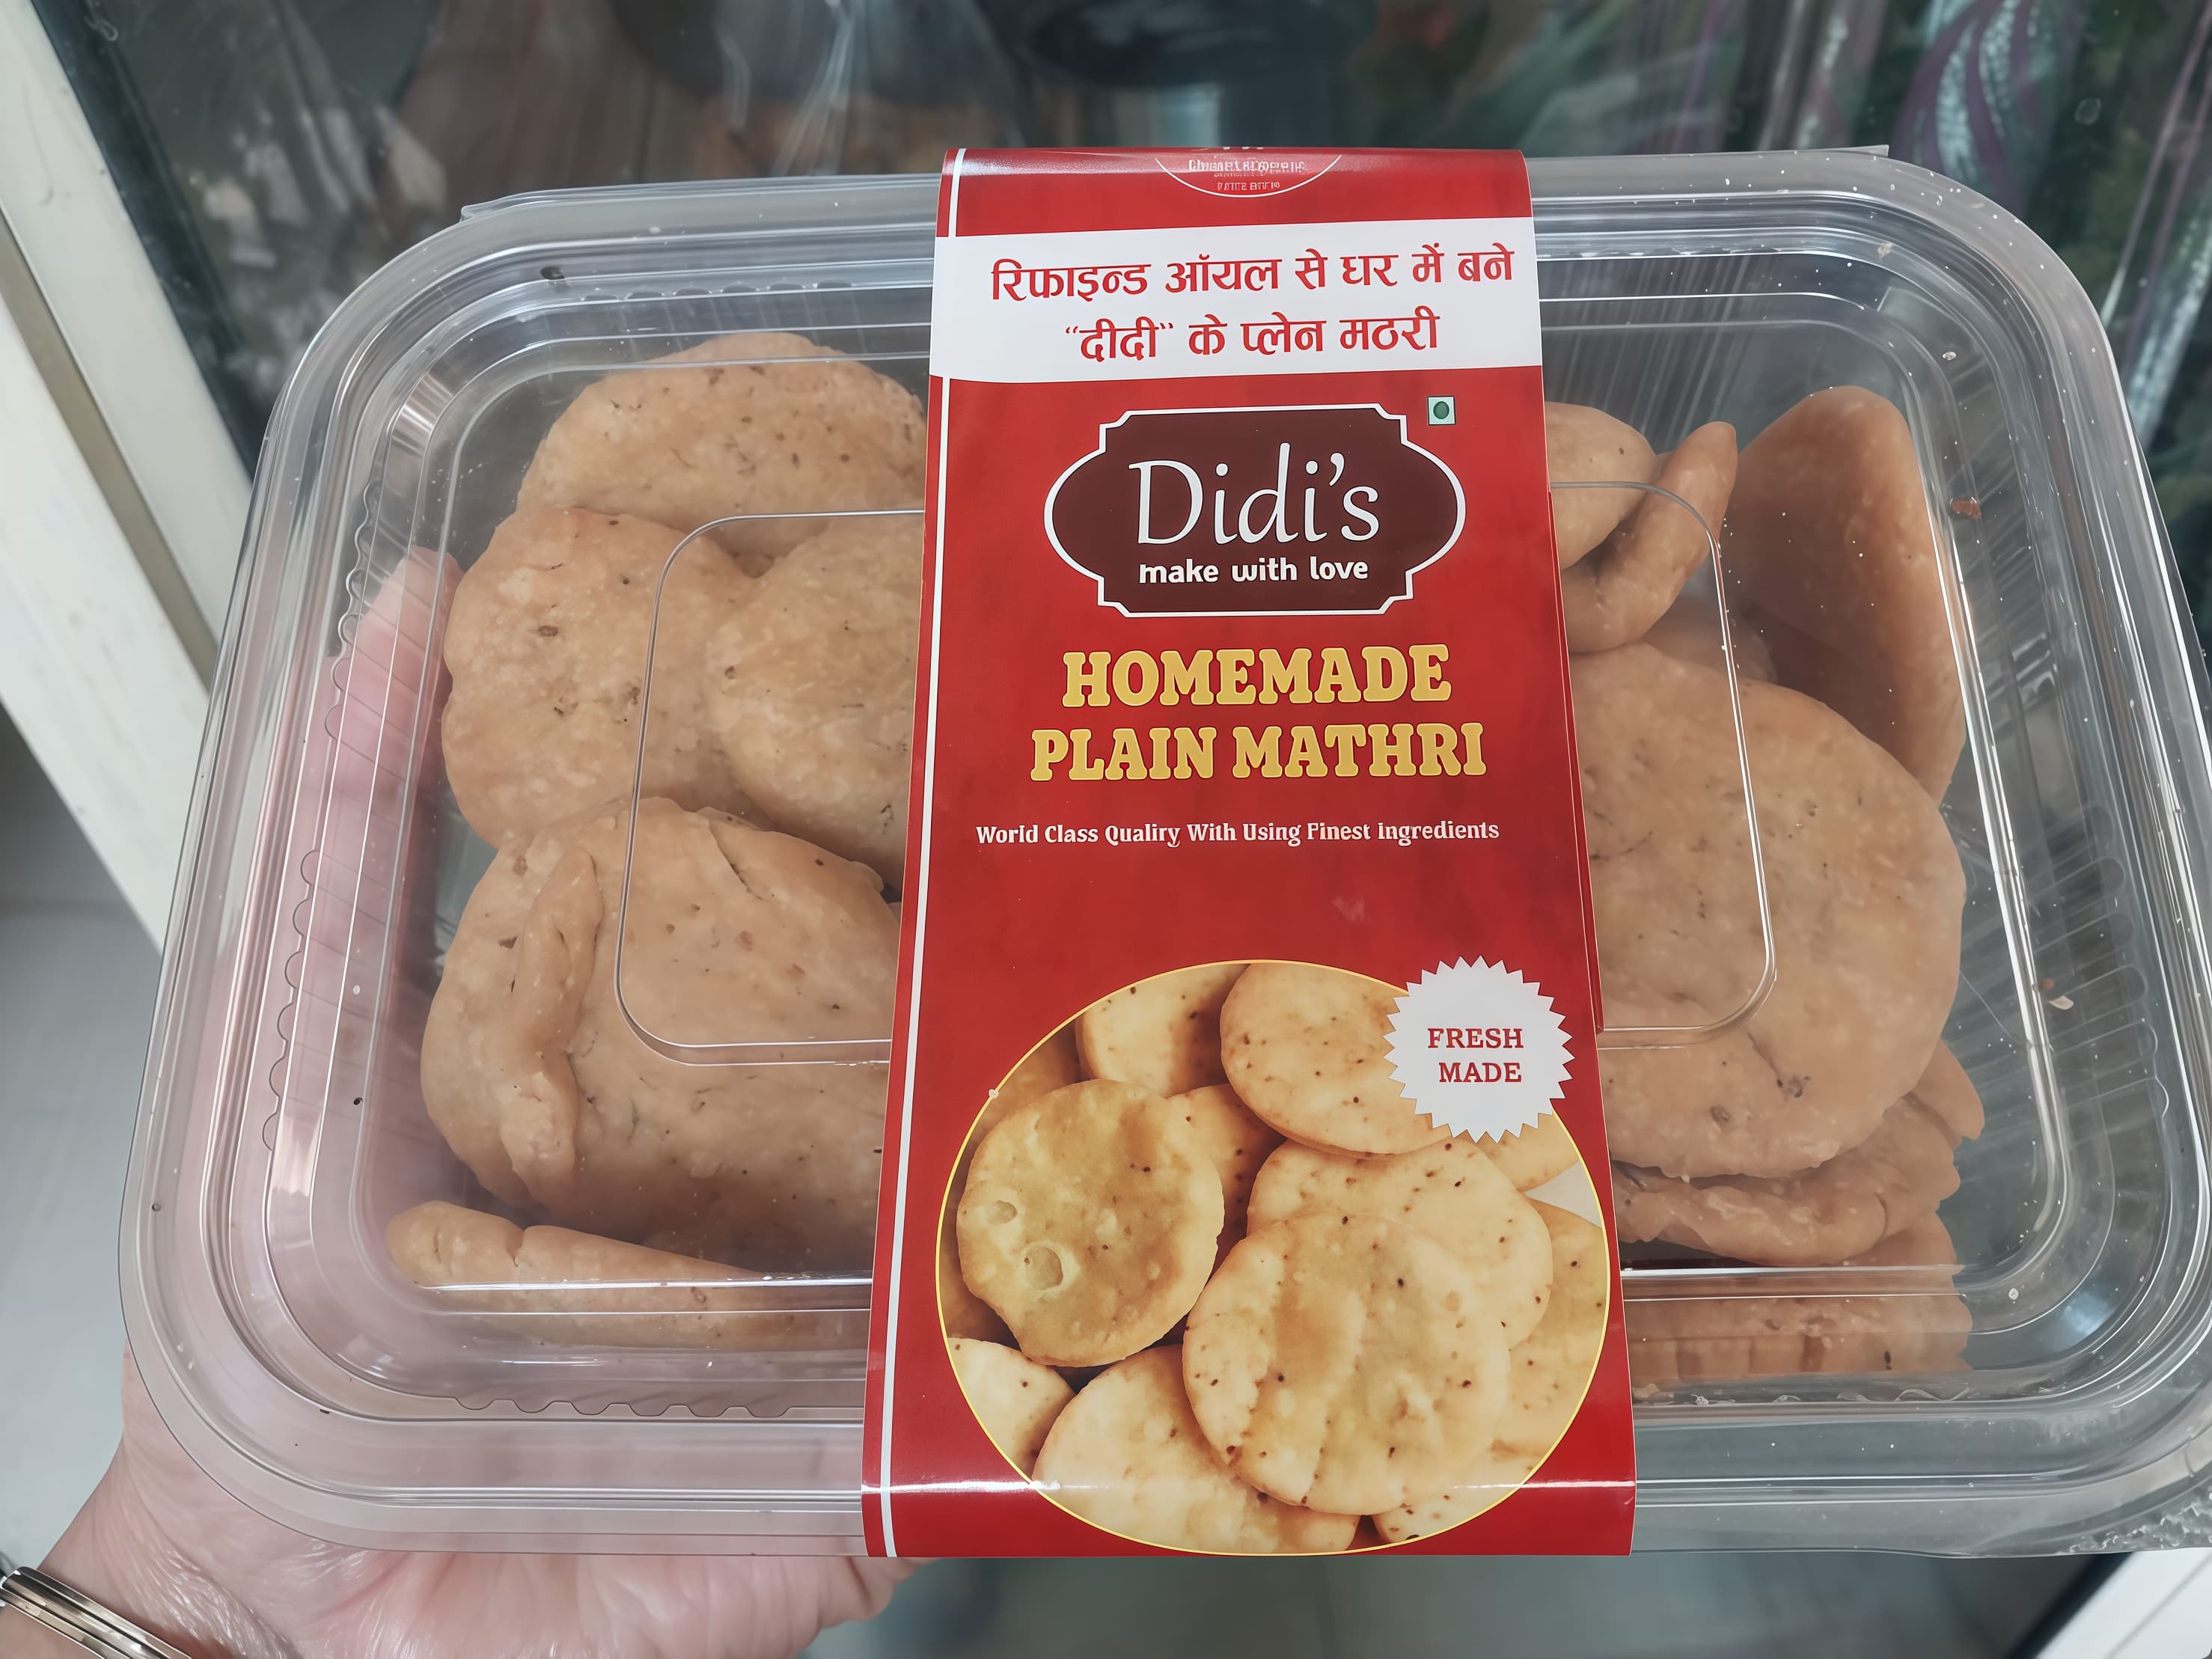 रिफाइन्ड ऑयल से घर में बने
“दीदी” के प्लेन मठरी
Didi's
make with love
HOMEMADE
PLAIN MATHRI
World Class Qualiry With Using Finest ingredients
FRESH
MADE